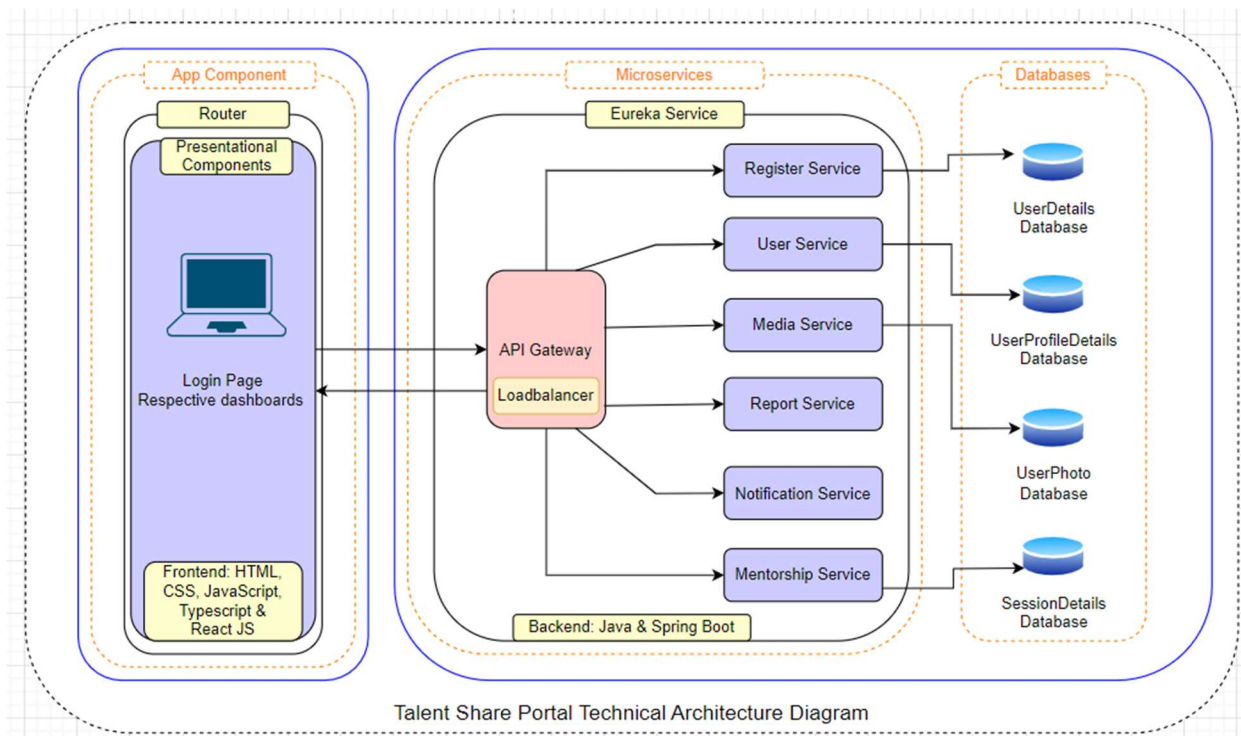 App Component
Router
Presentational
Components
Login Page
Respective dashboards
Frontend: HTML,
CSS, JavaScript,
Typescript &
React JS
Microservices
Eureka Service
API Gateway
Loadbalancer
Register Service
User Service
Media Service
Report Service
Notification Service
Mentorship Service
Backend: Java & Spring Boot
Databases
UserDetails
Database
UserProfileDetails
Database
UserPhoto
Database
SessionDetails
Database
Talent Share Portal Technical Architecture Diagram